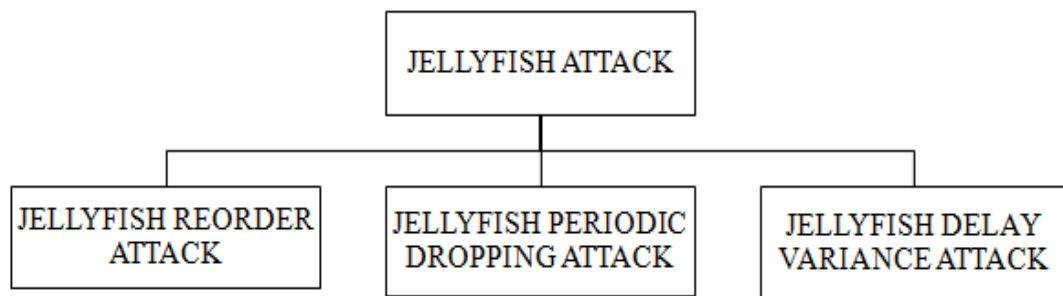 JELLYFISH ATTACK
JELLYFISH REORDER
ATTACK
JELLYFISH PERIODIC
DROPPING ATTACK
JELLYFISH DELAY
VARIANCE ATTACK